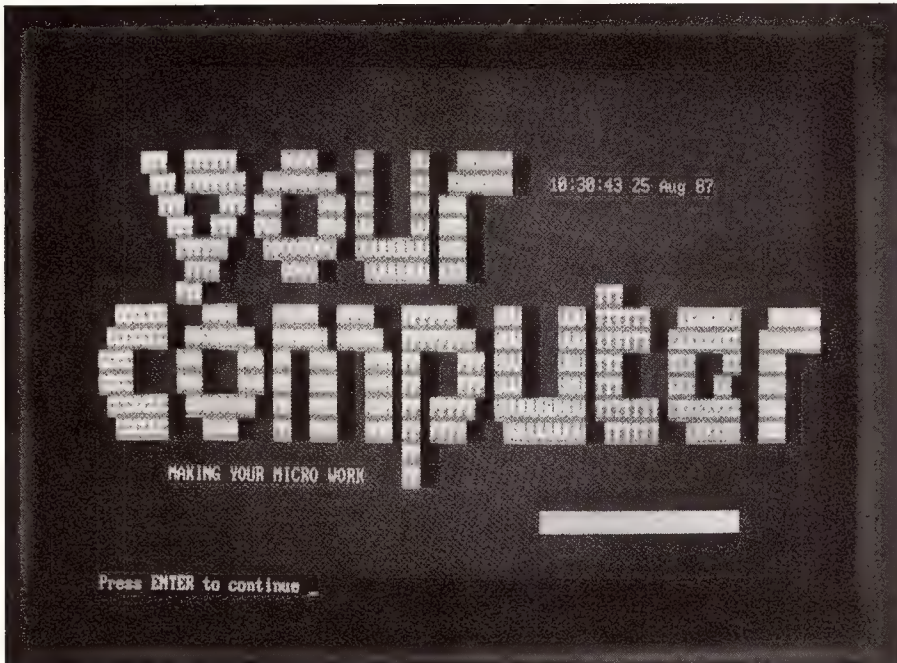 your
10:30:43 25 Aug 87
computer
MAKING YOUR MICRO WORK
Press ENTER to continue _